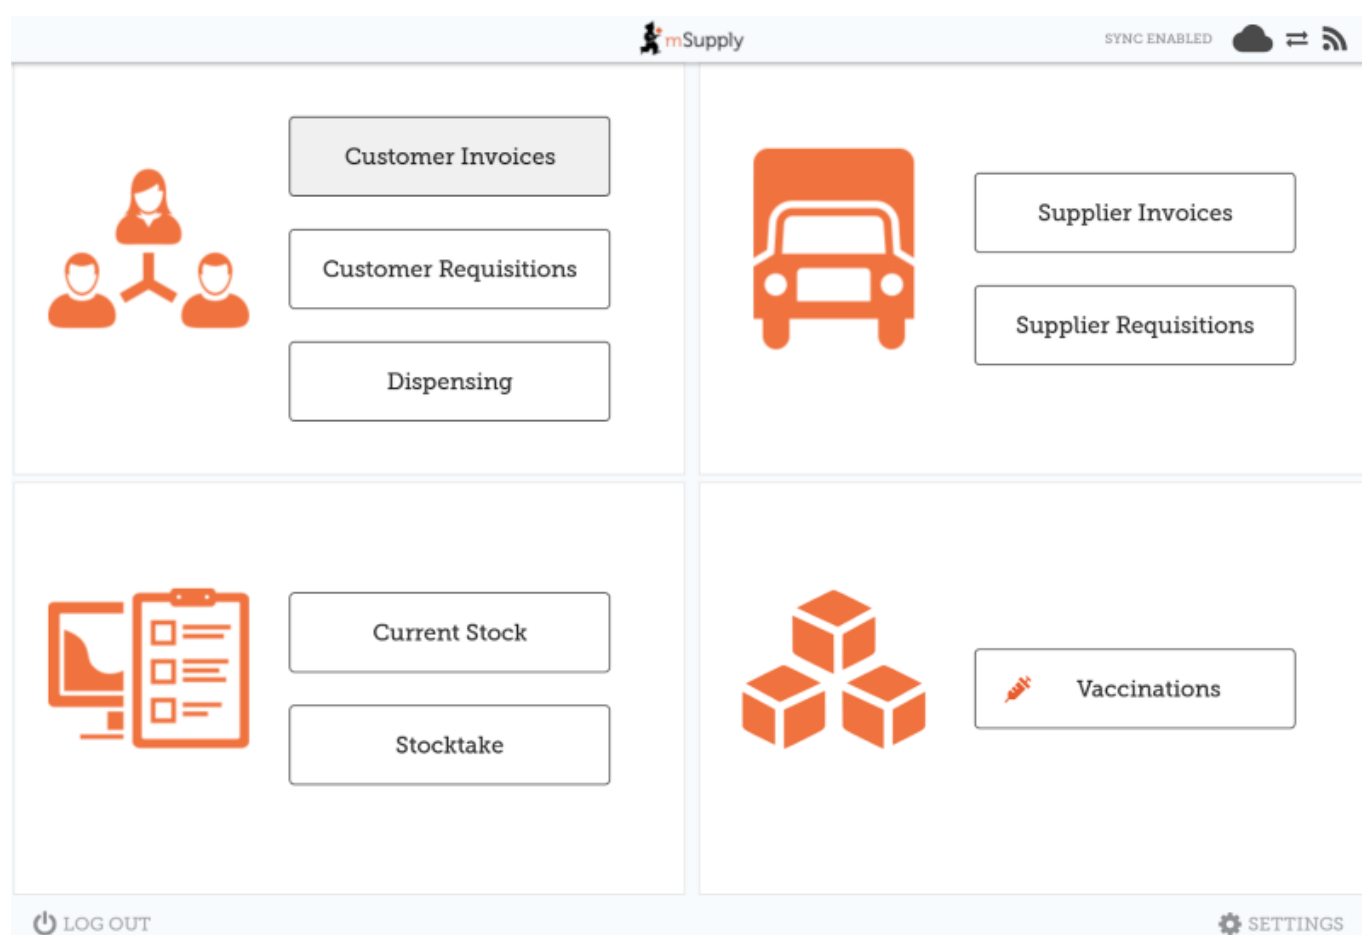 mSupply
SYNC ENABLED
Customer Invoices
Customer Requisitions
Dispensing
Supplier Invoices
Supplier Requisitions
Current Stock
Stocktake
Vaccinations
LOG OUT
SETTINGS